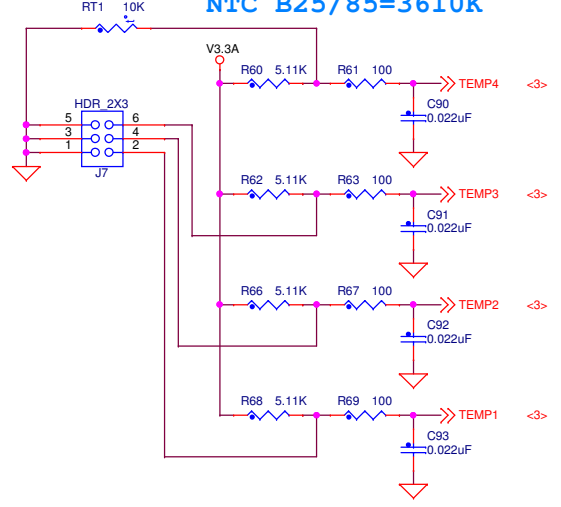 NTC B25/85=3610K
RT1 10K
V3.3A
R60 5.11K R61 100
TEMP4 <3>
C90
0.022uF
HDR_2X3
5 6
3 4
1 2
J7
R62 5.11K R63 100
TEMP3 <3>
C91
0.022uF
R66 5.11K R67 100
TEMP2 <3>
C92
0.022uF
R68 5.11K R69 100
TEMP1 <3>
C93
0.022uF